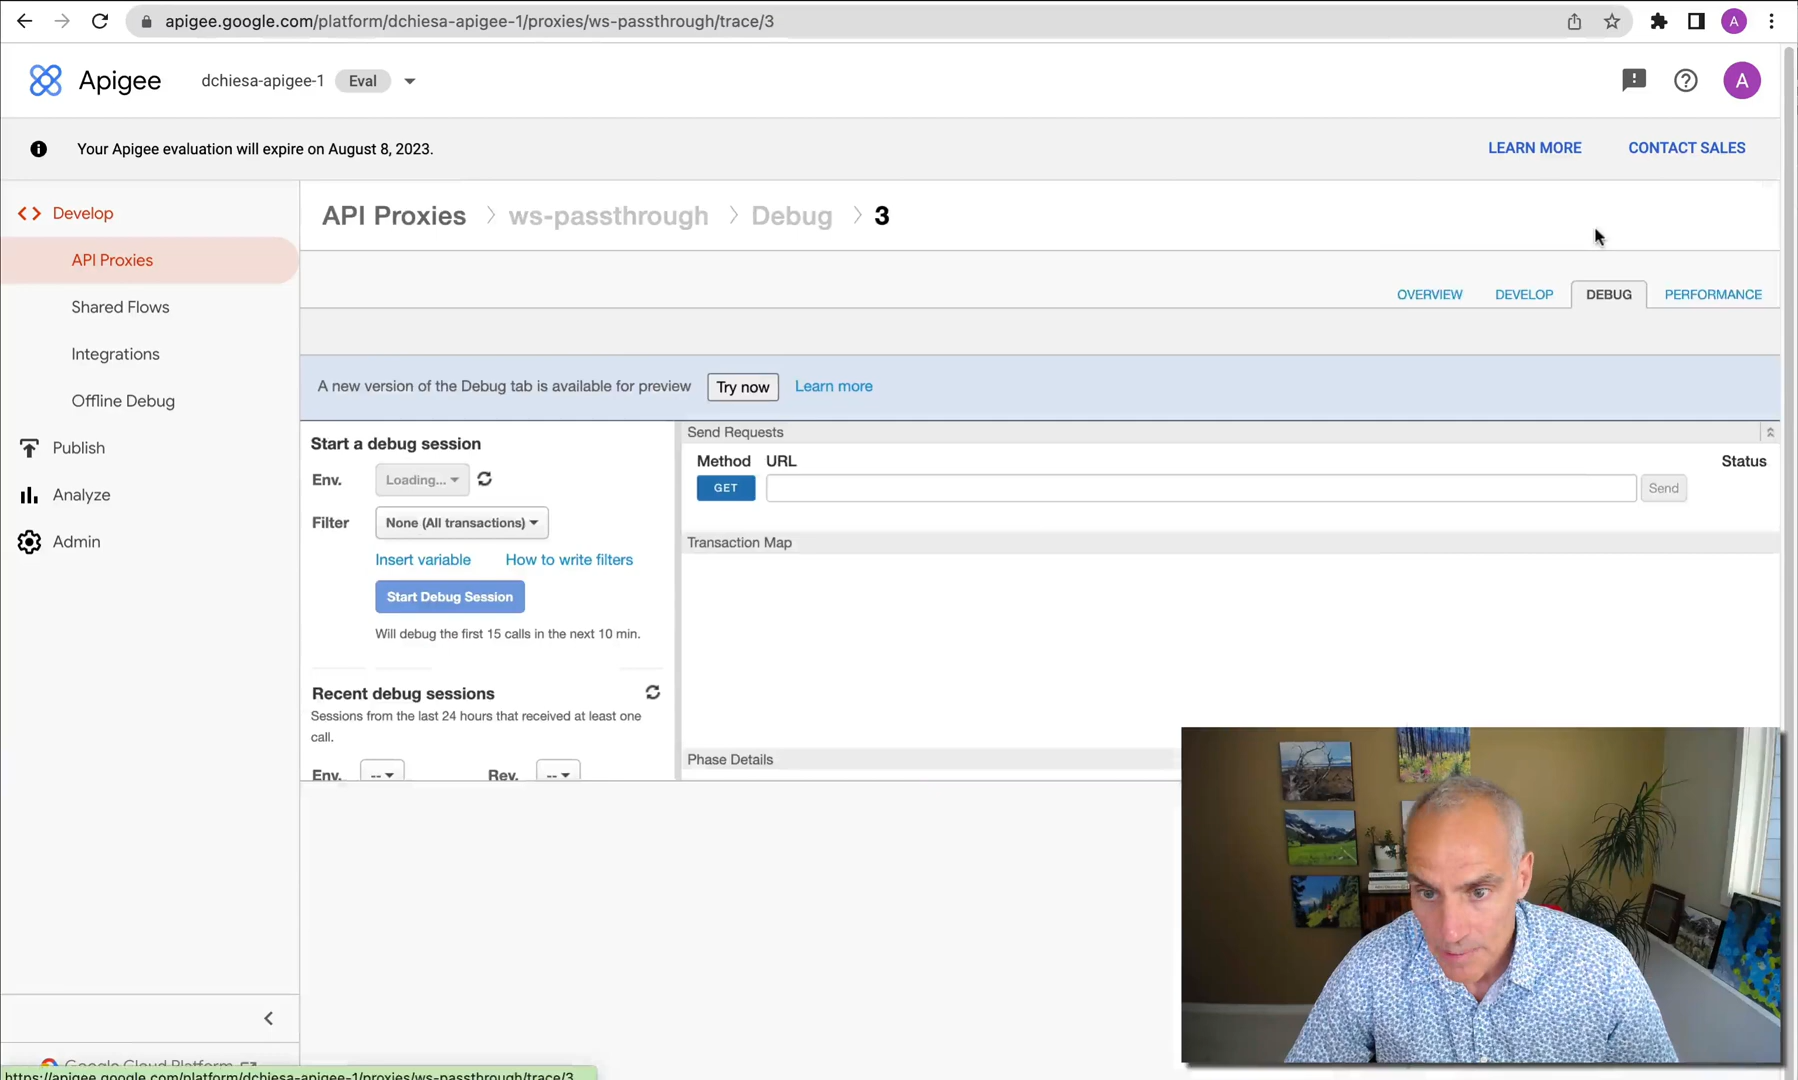 apigee.google.com/platform/dchiesa-apigee-1/proxies/ws-passthrough/trace/3
A
Apigee
dchiesa-apigee-1
Eval
A
Your Apigee evaluation will expire on August 8, 2023.
LEARN MORE
CONTACT SALES
Develop
API Proxies
Shared Flows
Integrations
Offline Debug
Publish
Analyze
Admin
API Proxies > ws-passthrough > Debug > 3
OVERVIEW
DEVELOP
DEBUG
PERFORMANCE
A new version of the Debug tab is available for preview
Try now
Learn more
Start a debug session
Env.
Loading...
Filter
None (All transactions)
Insert variable
How to write filters
Start Debug Session
Will debug the first 15 calls in the next 10 min.
Recent debug sessions
Sessions from the last 24 hours that received at least one
call.
Env.
--
Rev.
--
Send Requests
Method
URL
Status
GET
Send
Transaction Map
Phase Details
Google Cloud Platform
https://apigee.google.com/platform/dchiesa-apigee-1/proxies/ws-passthrough/trace/3